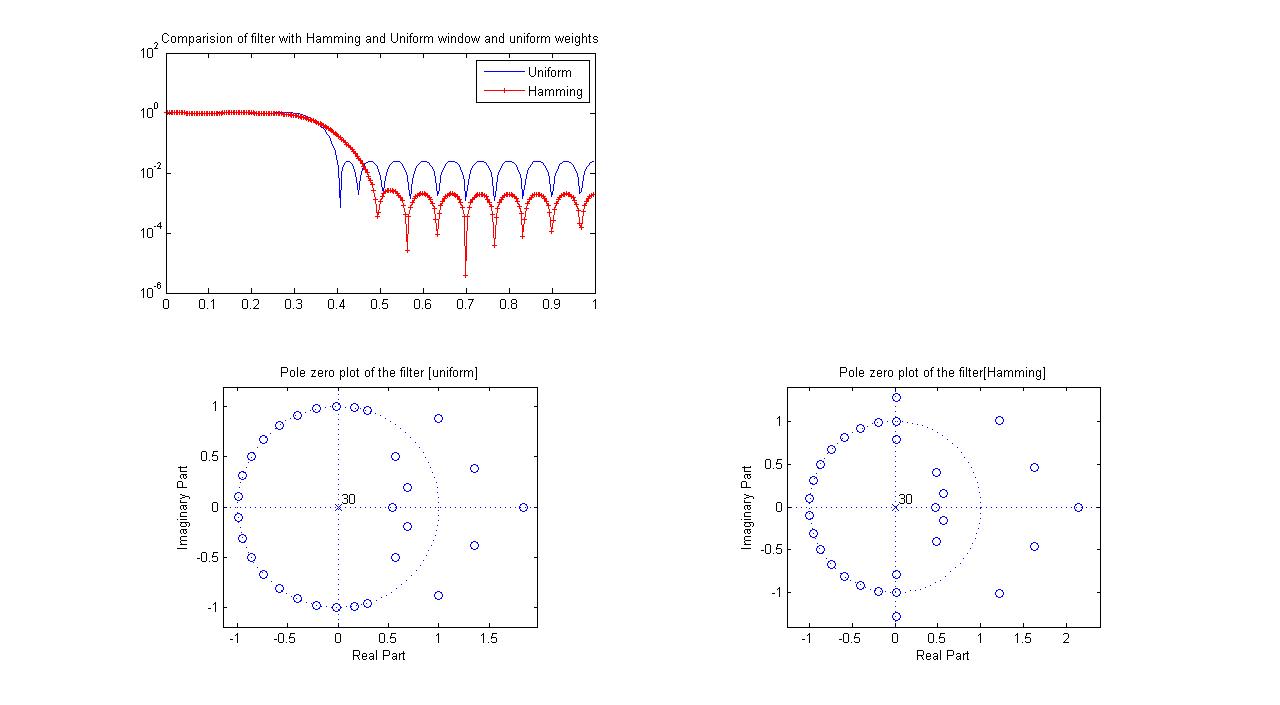 Comparision of filter with Hamming and Uniform window and uniform weights
10^2
10^0
10^-2
10^-4
10^-6
Uniform
Hamming
0 0.1 0.2 0.3 0.4 0.5 0.6 0.7 0.8 0.9 1
Pole zero plot of the filter [uniform]
Imaginary Part
1
0.5
0
-0.5
-1
30
-1 -0.5 0 0.5 1 1.5
Real Part
Pole zero plot of the filter[Hamming]
Imaginary Part
1
0.5
0
-0.5
-1
30
-1 -0.5 0 0.5 1 1.5 2
Real Part